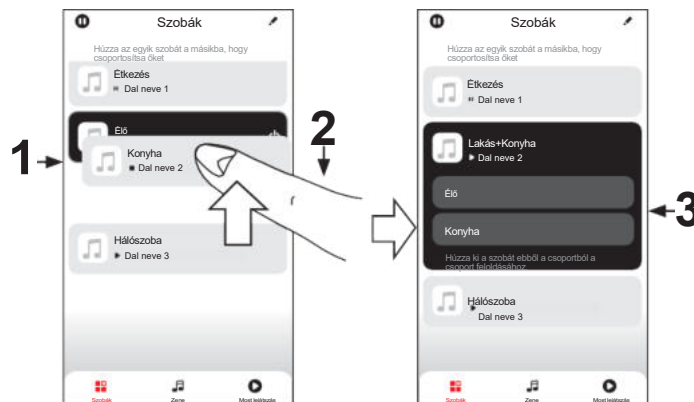 Szobák
Húzza az egyik szobát a másikba, hogy
csoportosítsa őket
Étkezés
Dal neve 1
Élő
Konyha
Dal neve 2
Hálószoba
Dal neve 3
Szobák
Zene
Most lejátszás
1
2
Szobák
Húzza az egyik szobát a másikba, hogy
csoportosítsa őket
Étkezés
Dal neve 1
Lakás+Konyha
Dal neve 2
Élő
Konyha
Húzza ki a szobát ebből a csoportból a
csoport feloldásához
Hálószoba
Dal neve 3
Szobák
Zene
Most lejátszás
3